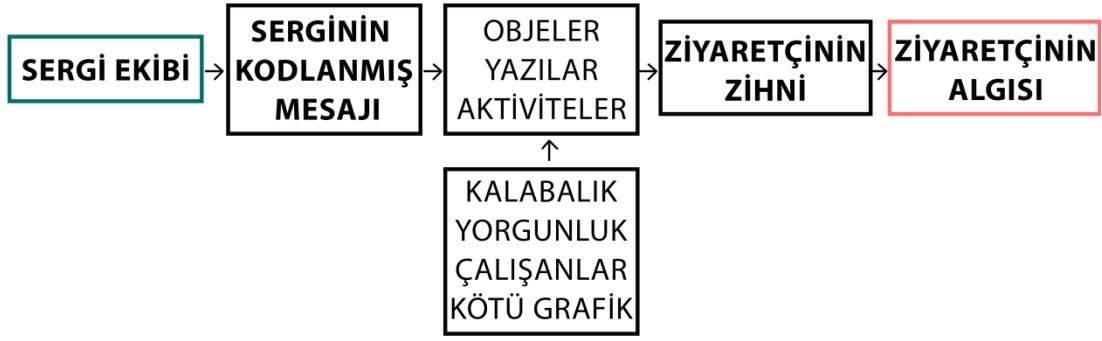 SERGİ EKİBİ
SERGİNİN
KODLANMIŞ
MESAJI
OBJELER
YAZILAR
AKTİVİTELER
ZİYARETÇİNİN
ZİHNİ
ZİYARETÇİNİN
ALGISI
KALABALIK
YORGUNLUK
ÇALIŞANLAR
KÖTÜ GRAFİK